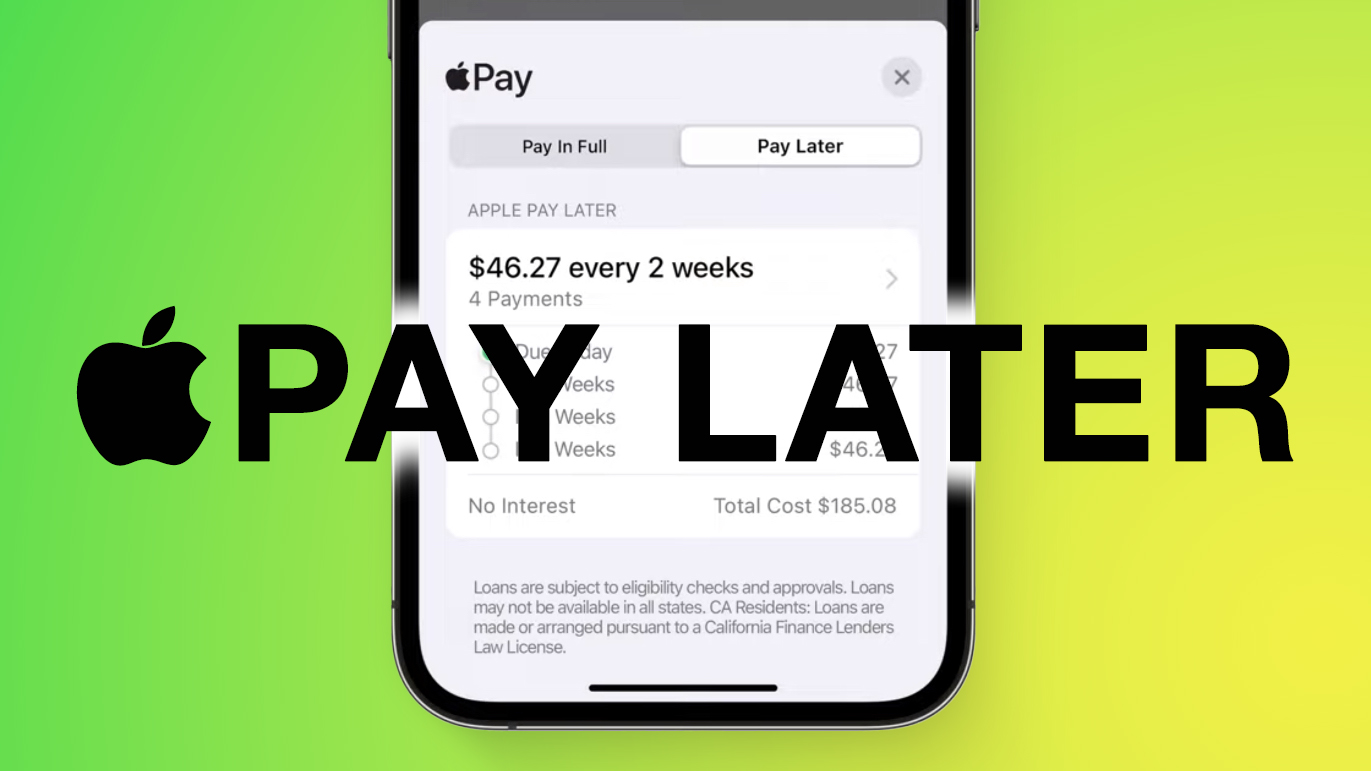 Pay
Pay In Full
Pay Later
APPLE PAY LATER
$46.27 every 2 weeks
4 Payments
PAY LATER
Due
Weeks
Weeks
Weeks
No Interest
Total Cost $185.08
Loans are subject to eligibility checks and approvals. Loans
may not be available in all states. CA Residents: Loans are
made or arranged pursuant to a California Finance Lenders
Law License.